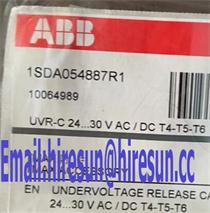 ABB
1SDA054887R1
10064989
UVR-C 24...30 V AC / DC T4-T5-T6
Email:hiresun@hiresun.cc
EN UNDERVOLTAGE RELEASE CA
24...30 V AC / DC T4-T5-T6